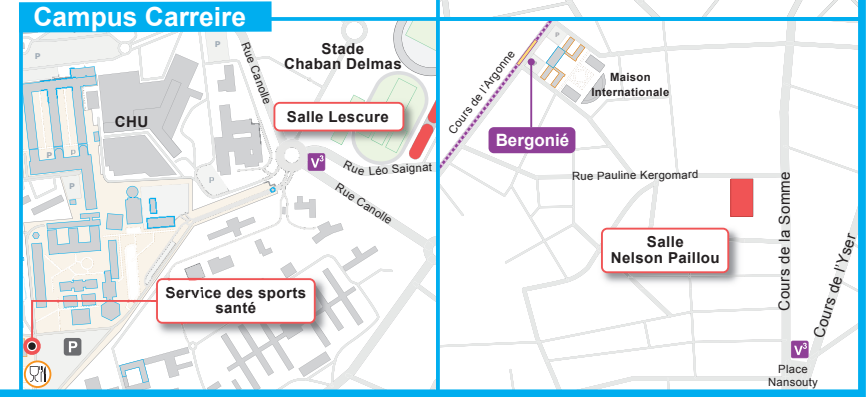 Campus Carreire
P
P
P
P
P
Rue Canolle
Stade
Chaban Delmas
CHU
Salle Lescure
V³
Rue Léo Saignat
Rue Canolle
Service des sports
santé
P
Cours de l'Argonne
P
Maison
Internationale
Bergonié
Rue Pauline Kergomard
Salle
Nelson Paillou
Cours de la Somme
Cours de l'Yser
V³
Place
Nansouty